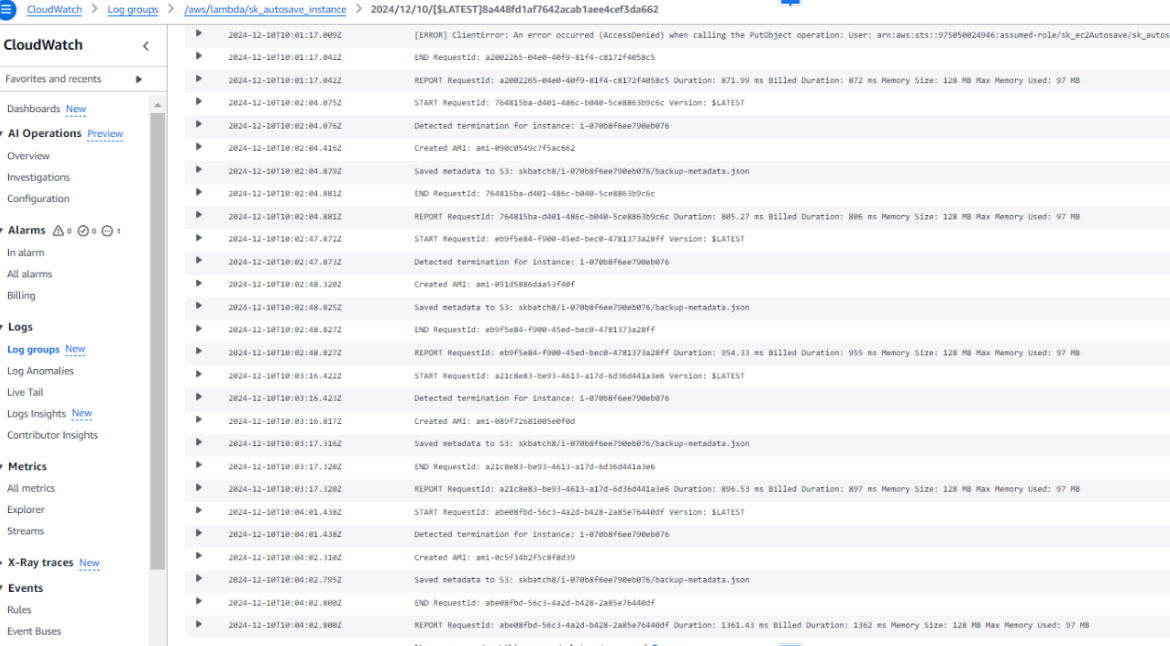 CloudWatch > Log groups > /aws/lambda/sk_autosave_instance > 2024/12/10/[$LATEST]8a448fd1af7642acab1aee4cef3da662
CloudWatch
Favorites and recents
Dashboards New
AI Operations Preview
Overview
Investigations
Configuration
Alarms 0 0 1
In alarm
All alarms
Billing
Logs
Log groups New
Log Anomalies
Live Tail
Logs Insights New
Contributor Insights
Metrics
All metrics
Explorer
Streams
X-Ray traces New
Events
Rules
Event Buses
2024-12-10T10:01:17.009Z [ERROR] ClientError: An error occurred (AccessDenied) when calling the PutObject operation: User: arn:aws:sts::975050024946:assumed-role/sk_ec2Autosave/sk_autos
2024-12-10T10:01:17.042Z END RequestId: a2002265-04e0-40f9-81f4-c8172f4058c5
2024-12-10T10:01:17.042Z REPORT RequestId: a2002265-04e0-40f9-81f4-c8172f4058c5 Duration: 871.99 ms Billed Duration: 872 ms Memory Size: 128 MB Max Memory Used: 97 MB
2024-12-10T10:02:04.075Z START RequestId: 764815ba-d401-486c-b040-5ce8863b9c6c Version: $LATEST
2024-12-10T10:02:04.076Z Detected termination for instance: i-070b8f6ee790eb076
2024-12-10T10:02:04.416Z Created AMI: ami-090c0549c7f5ac662
2024-12-10T10:02:04.879Z Saved metadata to S3: skbatch8/i-070b8f6ee790eb076/backup-metadata.json
2024-12-10T10:02:04.881Z END RequestId: 764815ba-d401-486c-b040-5ce8863b9c6c
2024-12-10T10:02:04.881Z REPORT RequestId: 764815ba-d401-486c-b040-5ce8863b9c6c Duration: 805.27 ms Billed Duration: 806 ms Memory Size: 128 MB Max Memory Used: 97 MB
2024-12-10T10:02:47.872Z START RequestId: eb9f5e84-f900-45ed-bec0-4781373a28ff Version: $LATEST
2024-12-10T10:02:47.873Z Detected termination for instance: i-070b8f6ee790eb076
2024-12-10T10:02:48.320Z Created AMI: ami-051d5886daa53f40f
2024-12-10T10:02:48.825Z Saved metadata to S3: skbatch8/i-070b8f6ee790eb076/backup-metadata.json
2024-12-10T10:02:48.827Z END RequestId: eb9f5e84-f900-45ed-bec0-4781373a28ff
2024-12-10T10:02:48.827Z REPORT RequestId: eb9f5e84-f900-45ed-bec0-4781373a28ff Duration: 954.33 ms Billed Duration: 955 ms Memory Size: 128 MB Max Memory Used: 97 MB
2024-12-10T10:03:16.422Z START RequestId: a21c8e83-be93-4613-a17d-6d36d441a3e6 Version: $LATEST
2024-12-10T10:03:16.423Z Detected termination for instance: i-070b8f6ee790eb076
2024-12-10T10:03:16.817Z Created AMI: ami-089f72681005e0f0d
2024-12-10T10:03:17.316Z Saved metadata to S3: skbatch8/i-070b8f6ee790eb076/backup-metadata.json
2024-12-10T10:03:17.320Z END RequestId: a21c8e83-be93-4613-a17d-6d36d441a3e6
2024-12-10T10:03:17.320Z REPORT RequestId: a21c8e83-be93-4613-a17d-6d36d441a3e6 Duration: 896.53 ms Billed Duration: 897 ms Memory Size: 128 MB Max Memory Used: 97 MB
2024-12-10T10:04:01.438Z START RequestId: abe08fbd-56c3-4a2d-b428-2a85e76440df Version: $LATEST
2024-12-10T10:04:01.438Z Detected termination for instance: i-070b8f6ee790eb076
2024-12-10T10:04:02.310Z Created AMI: ami-0c5f34b2f5c8f8d39
2024-12-10T10:04:02.795Z Saved metadata to S3: skbatch8/i-070b8f6ee790eb076/backup-metadata.json
2024-12-10T10:04:02.800Z END RequestId: abe08fbd-56c3-4a2d-b428-2a85e76440df
2024-12-10T10:04:02.800Z REPORT RequestId: abe08fbd-56c3-4a2d-b428-2a85e76440df Duration: 1361.43 ms Billed Duration: 1362 ms Memory Size: 128 MB Max Memory Used: 97 MB